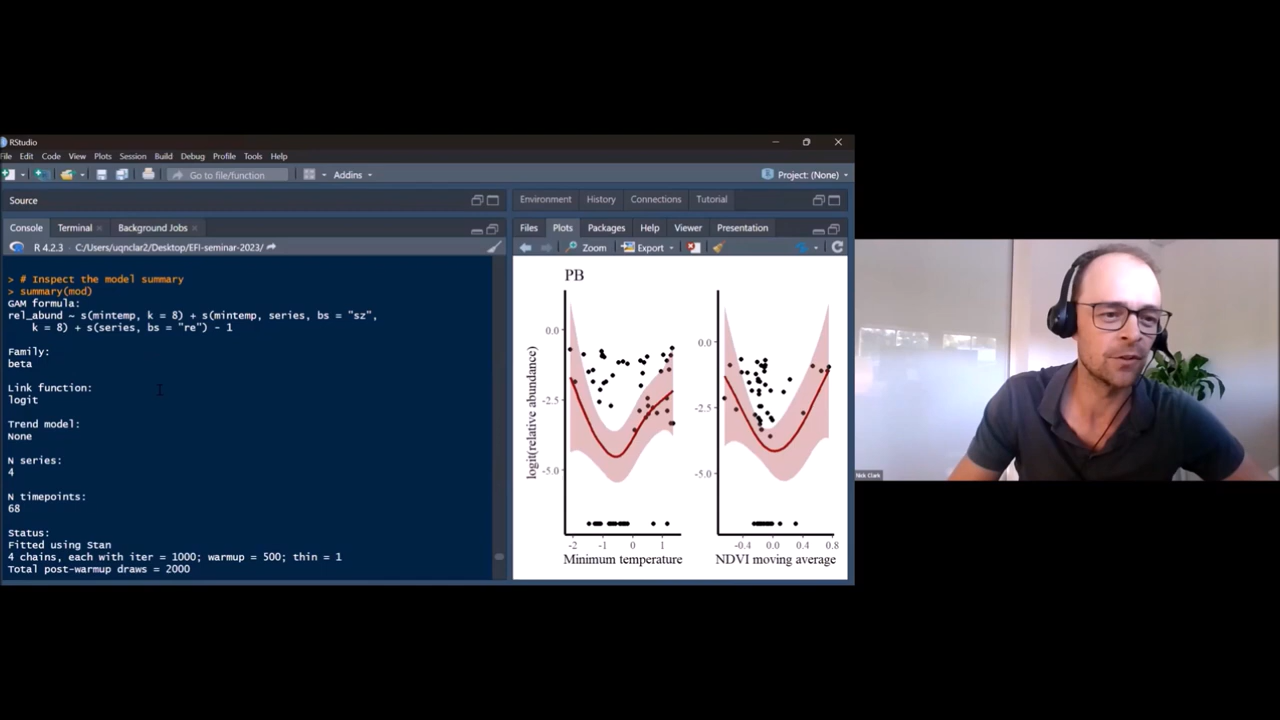 RStudio
File Edit Code View Plots Session Build Debug Profile Tools Help
Go to file/function
Addins
Project: (None)
Source
Environment History Connections Tutorial
Console Terminal Background Jobs
Files Plots Packages Help Viewer Presentation
R 4.2.3 · C:/Users/uqnclar2/Desktop/EFI-seminar-2023/
Zoom Export
> # Inspect the model summary
> summary(mod)
GAM formula:
rel_abund ~ s(mintemp, k = 8) + s(mintemp, series, bs = "sz",
k = 8) + s(series, bs = "re") - 1
Family:
beta
Link function:
logit
Trend model:
None
N series:
4
N timepoints:
68
Status:
Fitted using Stan
4 chains, each with iter = 1000; warmup = 500; thin = 1
Total post-warmup draws = 2000
PB
logit(relative abundance)
0.0
-2.5
-5.0
-2 -1 0 1
Minimum temperature
0.0
-2.5
-5.0
-0.4 0.0 0.4 0.8
NDVI moving average
Nick Clark